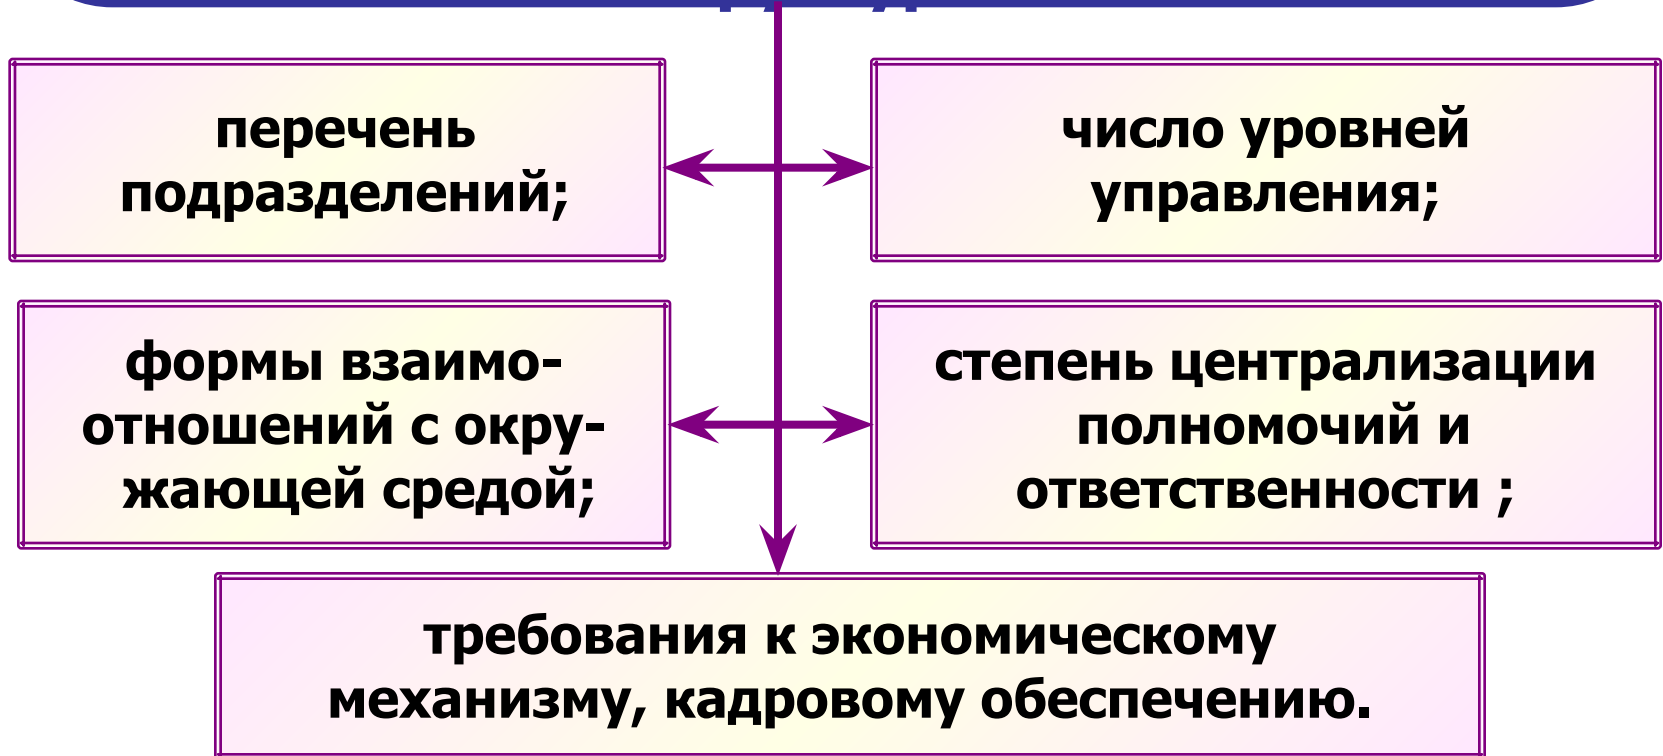 перечень
подразделений;
число уровней
управления;
формы взаимо-
отношений с окру-
жающей средой;
степень централизации
полномочий и
ответственности ;
требования к экономическому
механизму, кадровому обеспечению.